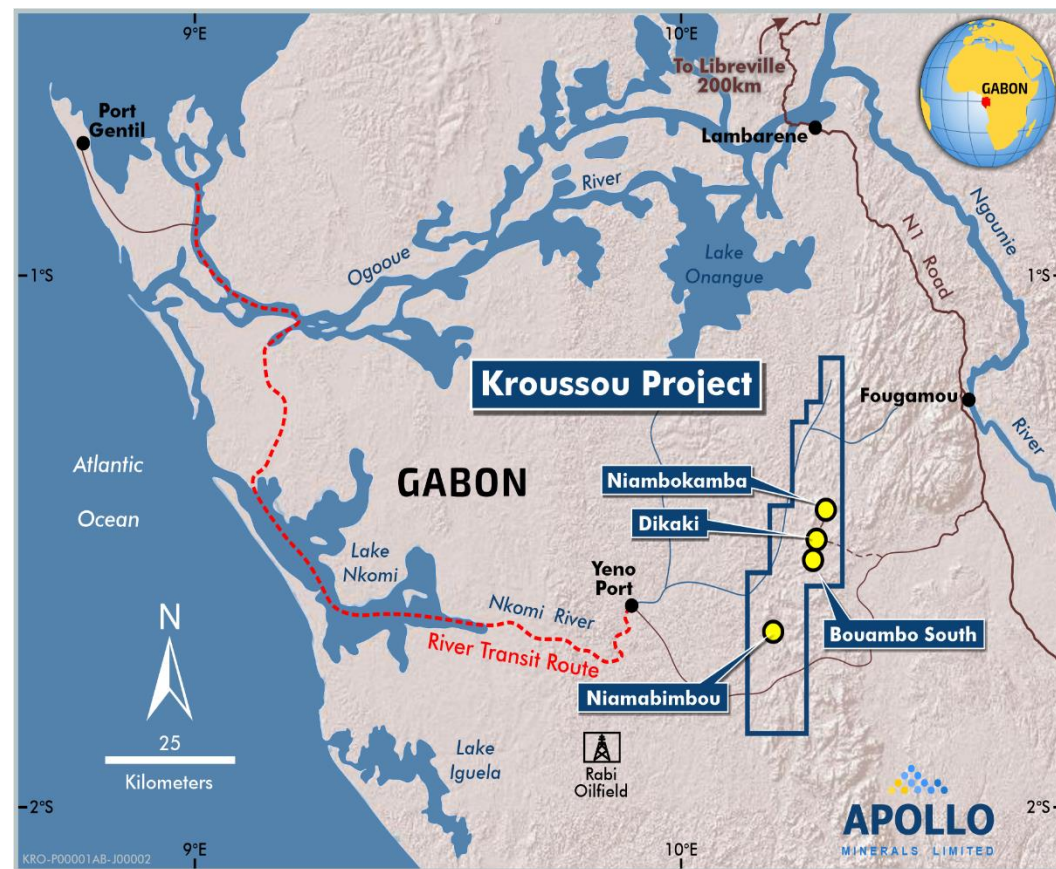 9°E
10°E
To Libreville
200km
GABON
Port
Gentil
Lambarene
River
Ngounie
N1 Road
Lake
Onangue
Ogooue
1°S
1°S
Kroussou Project
Fougamou
River
Atlantic
Ocean
GABON
Niambokamba
Dikaki
Lake
Nkomi
Yeno
Port
Nkomi River
River Transit Route
Bouambo South
Niamabimbou
N
25
Kilometers
Lake
Iguela
Rabi
Oilfield
APOLLO
MINERALS LIMITED
2°S
2°S
KRO-P00001AB-J00002
9°E
10°E